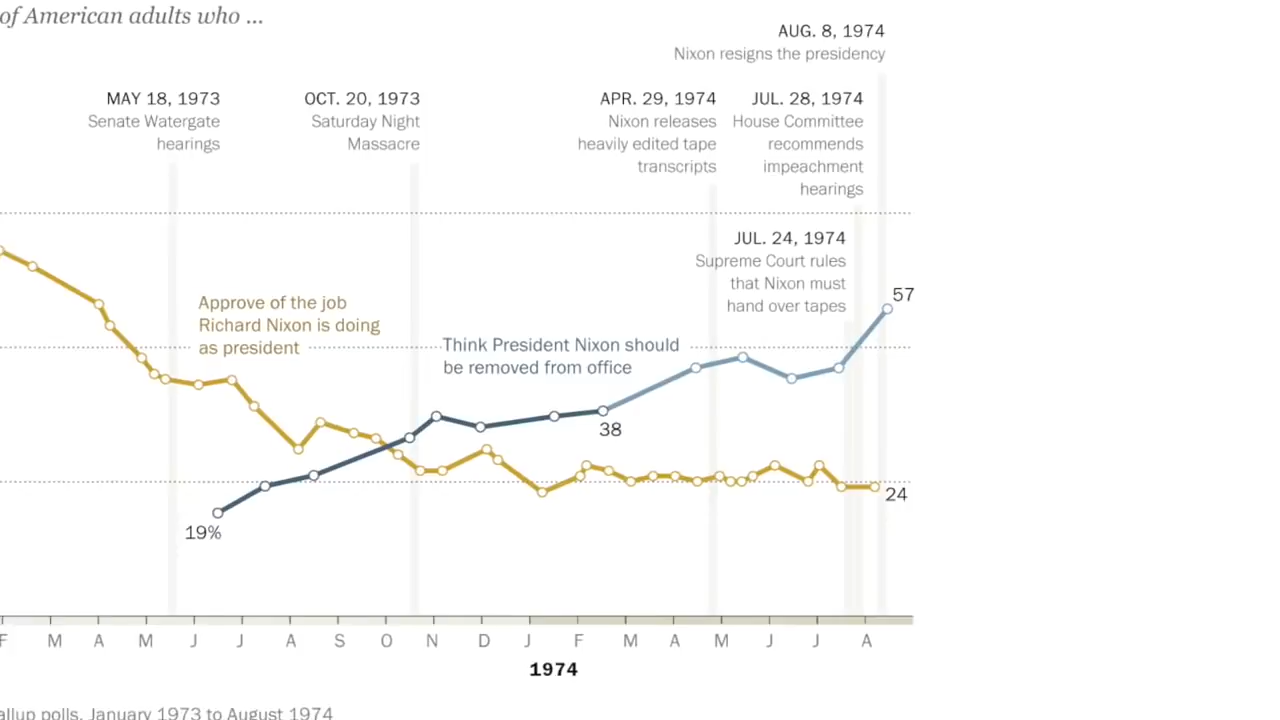 of American adults who ...
AUG. 8, 1974
Nixon resigns the presidency
MAY 18, 1973
Senate Watergate
hearings
OCT. 20, 1973
Saturday Night
Massacre
APR. 29, 1974
Nixon releases
heavily edited tape
transcripts
JUL. 28, 1974
House Committee
recommends
impeachment
hearings
JUL. 24, 1974
Supreme Court rules
that Nixon must
hand over tapes
57
Approve of the job
Richard Nixon is doing
as president
Think President Nixon should
be removed from office
38
24
19%
F M A M J J A S O N D J F M A M J J A
1974
allup polls, January 1973 to August 1974